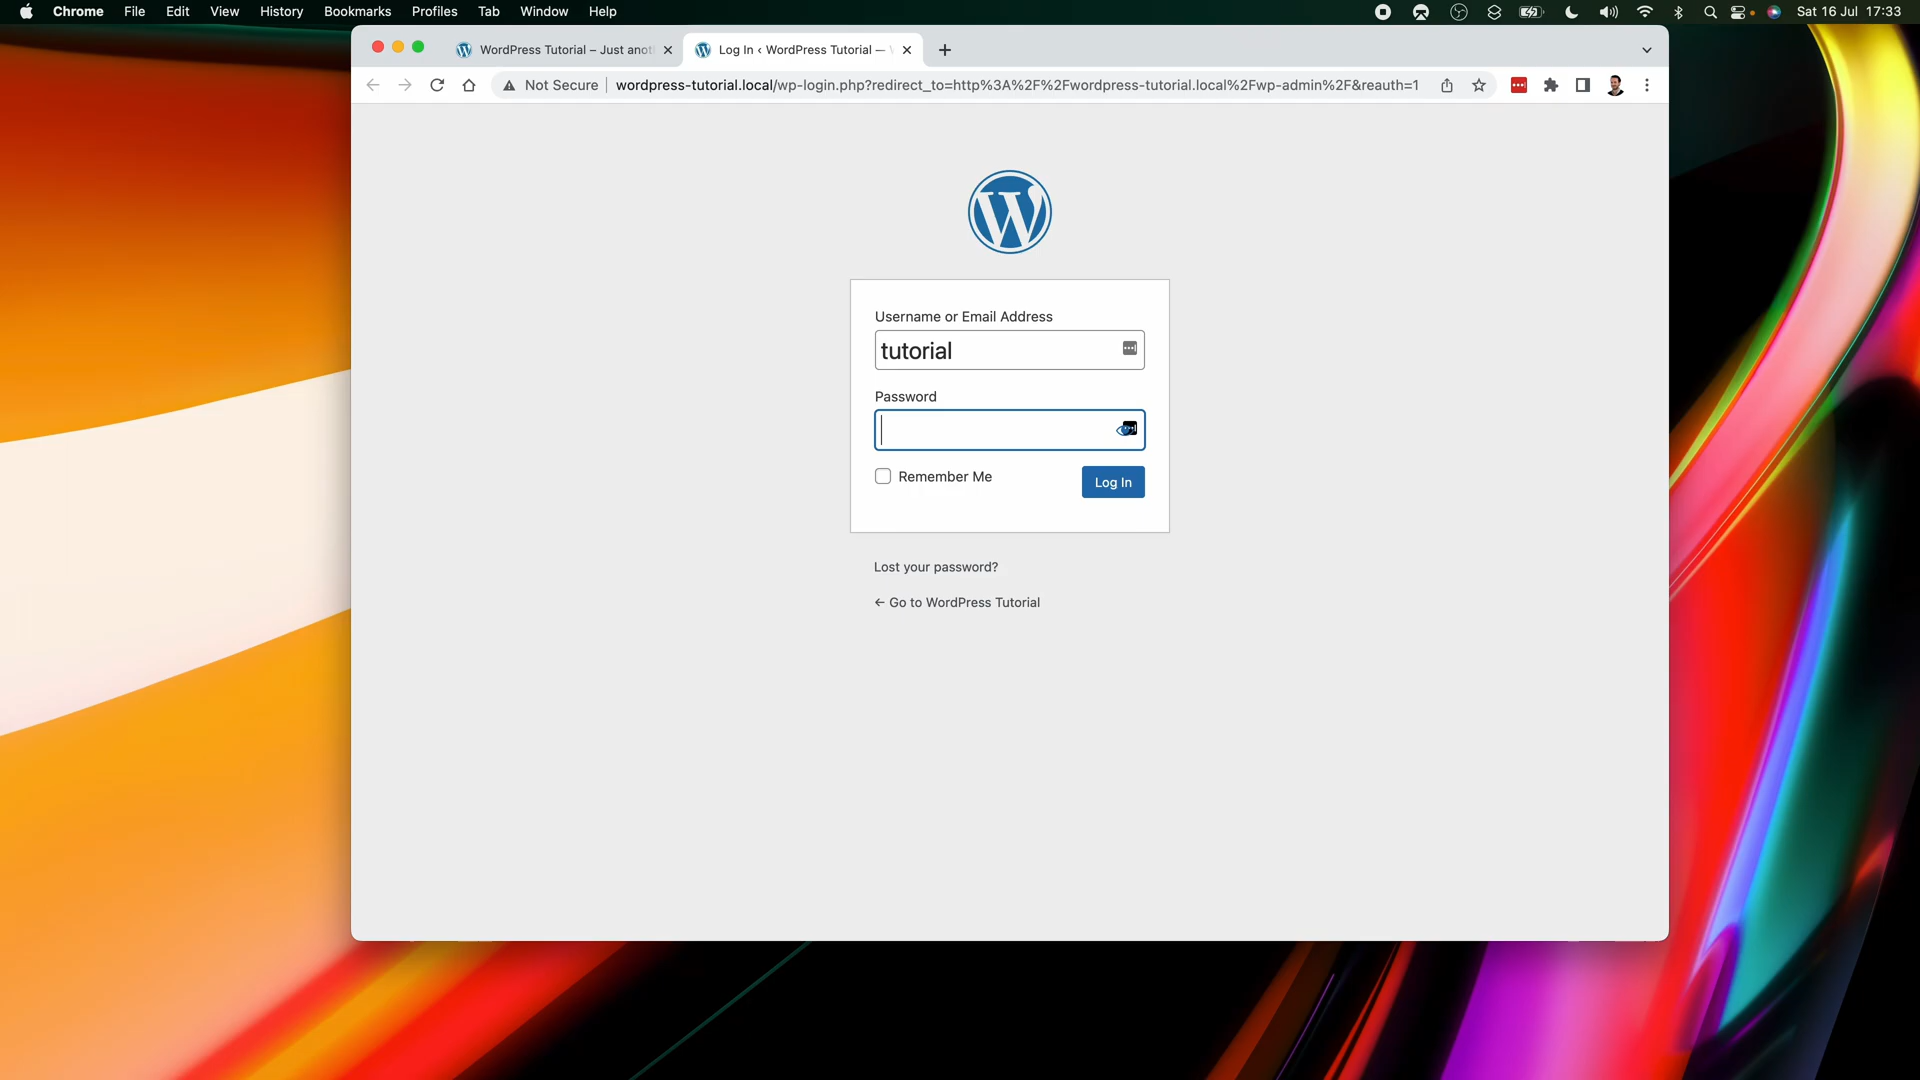 Chrome File Edit View History Bookmarks Profiles Tab Window Help Sat 16 Jul 17:33
WordPress Tutorial – Just anot
Log In ‹ WordPress Tutorial —
Not Secure wordpress-tutorial.local/wp-login.php?redirect_to=http%3A%2F%2Fwordpress-tutorial.local%2Fwp-admin%2F&reauth=1
Username or Email Address
tutorial
Password
Remember Me
Log In
Lost your password?
← Go to WordPress Tutorial